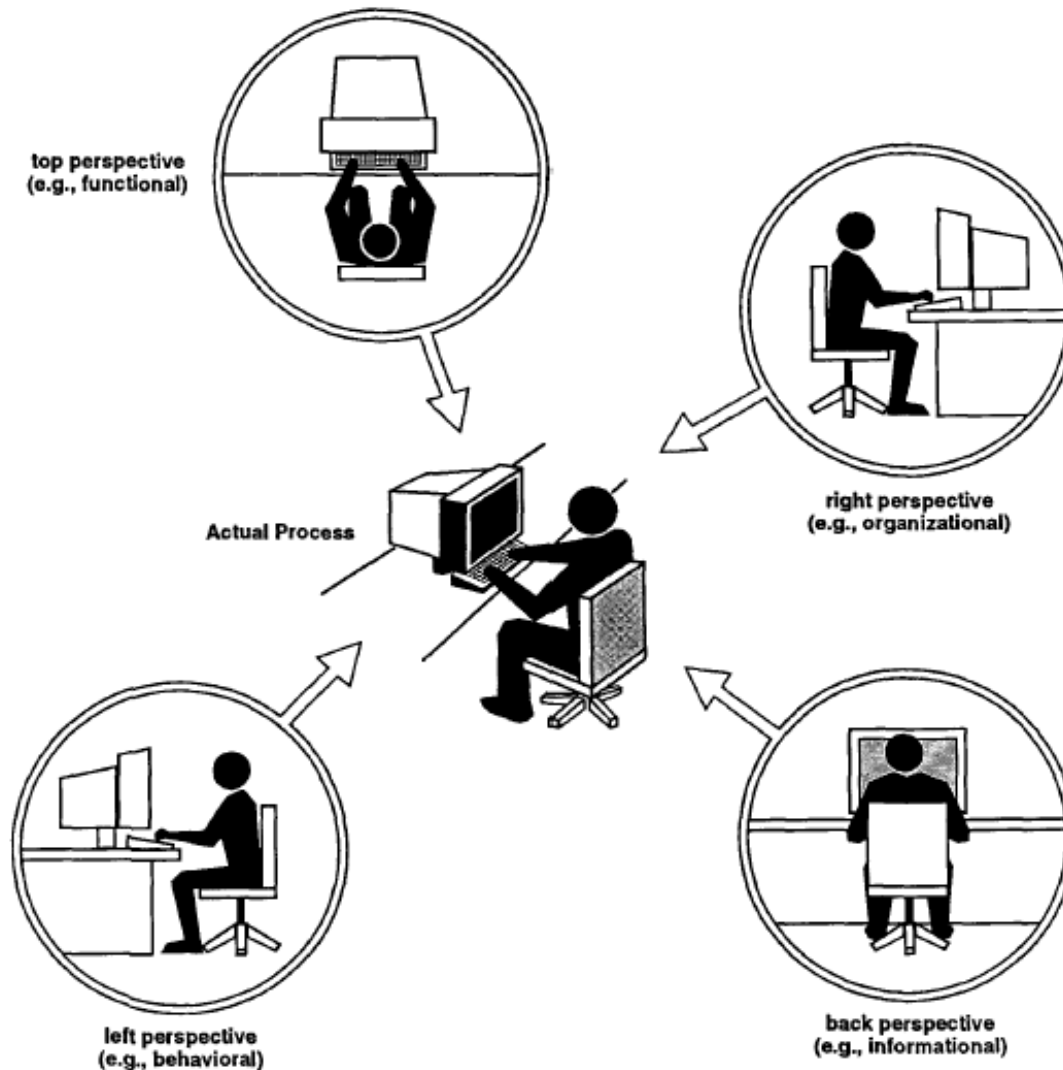 top perspective
(e.g., functional)
right perspective
(e.g., organizational)
Actual Process
left perspective
(e.g., behavioral)
back perspective
(e.g., informational)